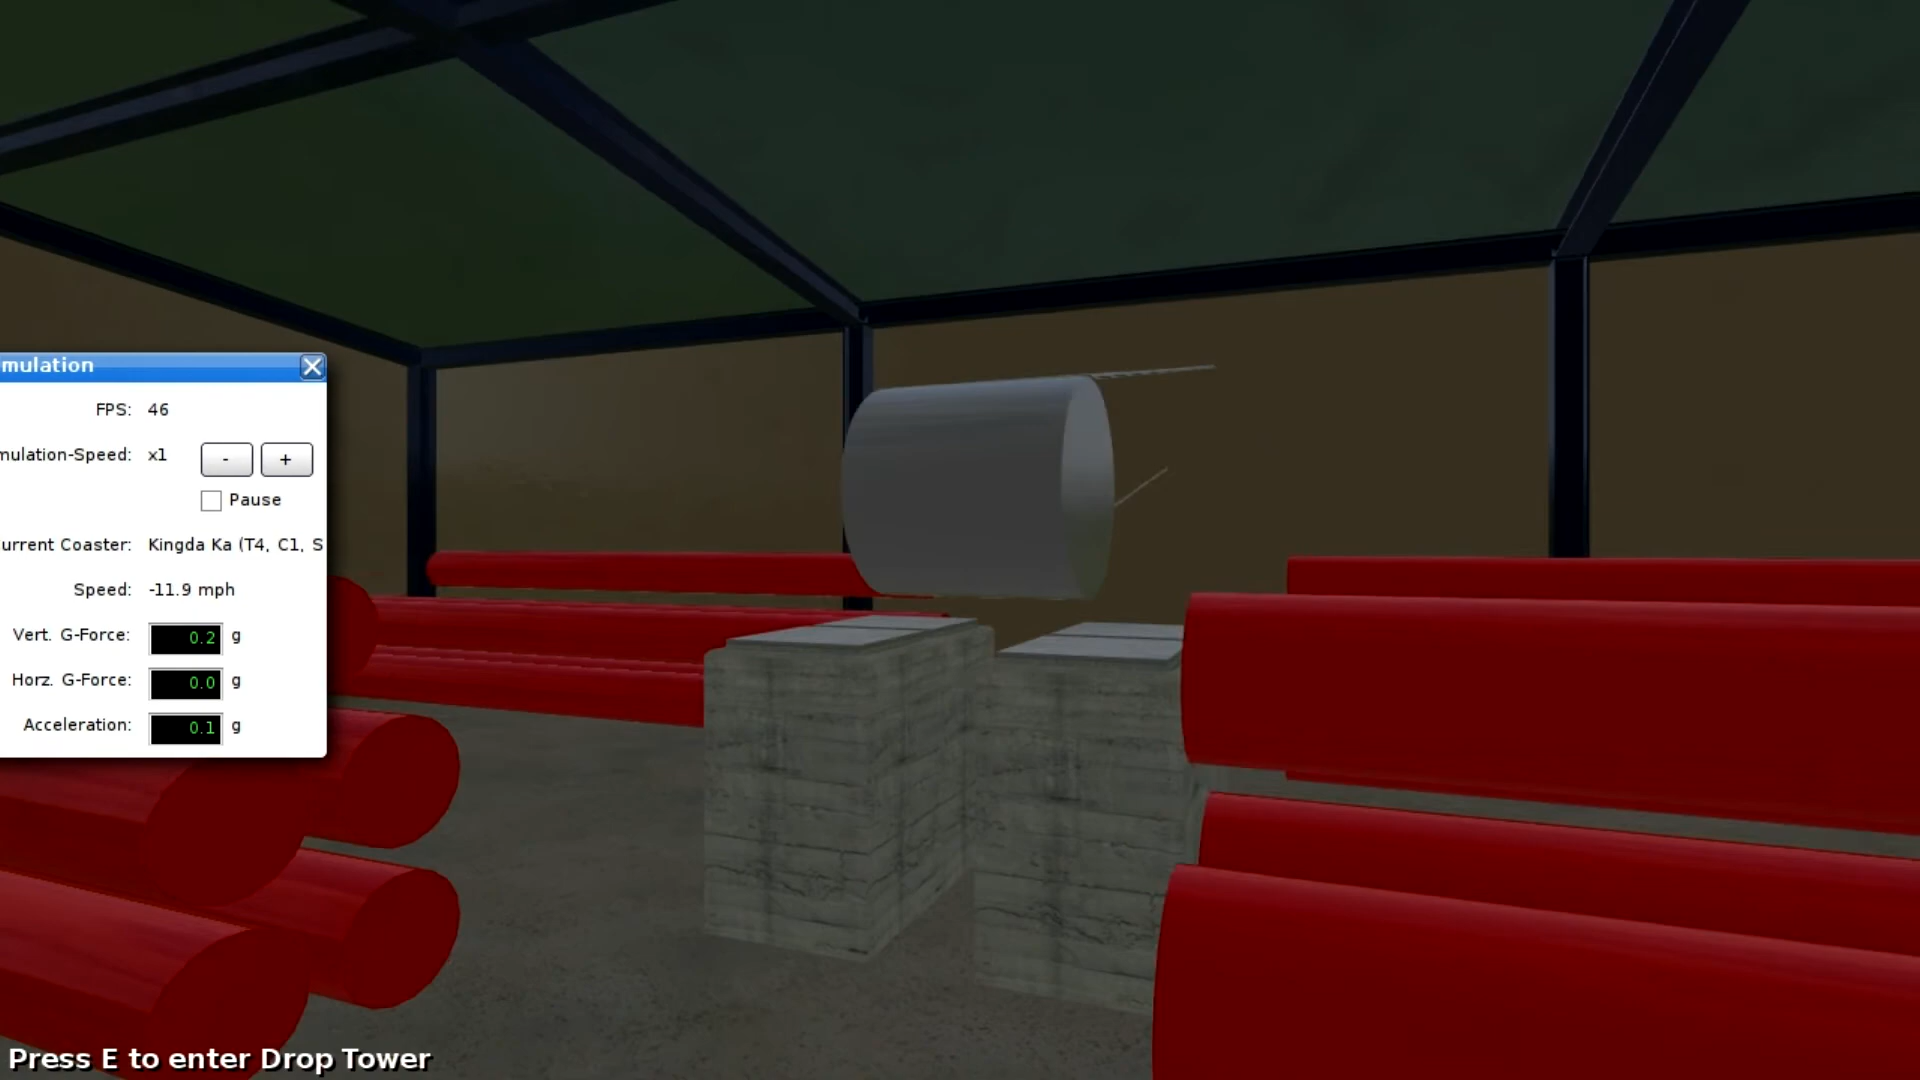 mulation
FPS: 46
mulation-Speed: x1 - +
Pause
urrent Coaster: Kingda Ka (T4, C1, S
Speed: -11.9 mph
Vert. G-Force: 0.2 g
Horz. G-Force: 0.0 g
Acceleration: 0.1 g
Press E to enter Drop Tower